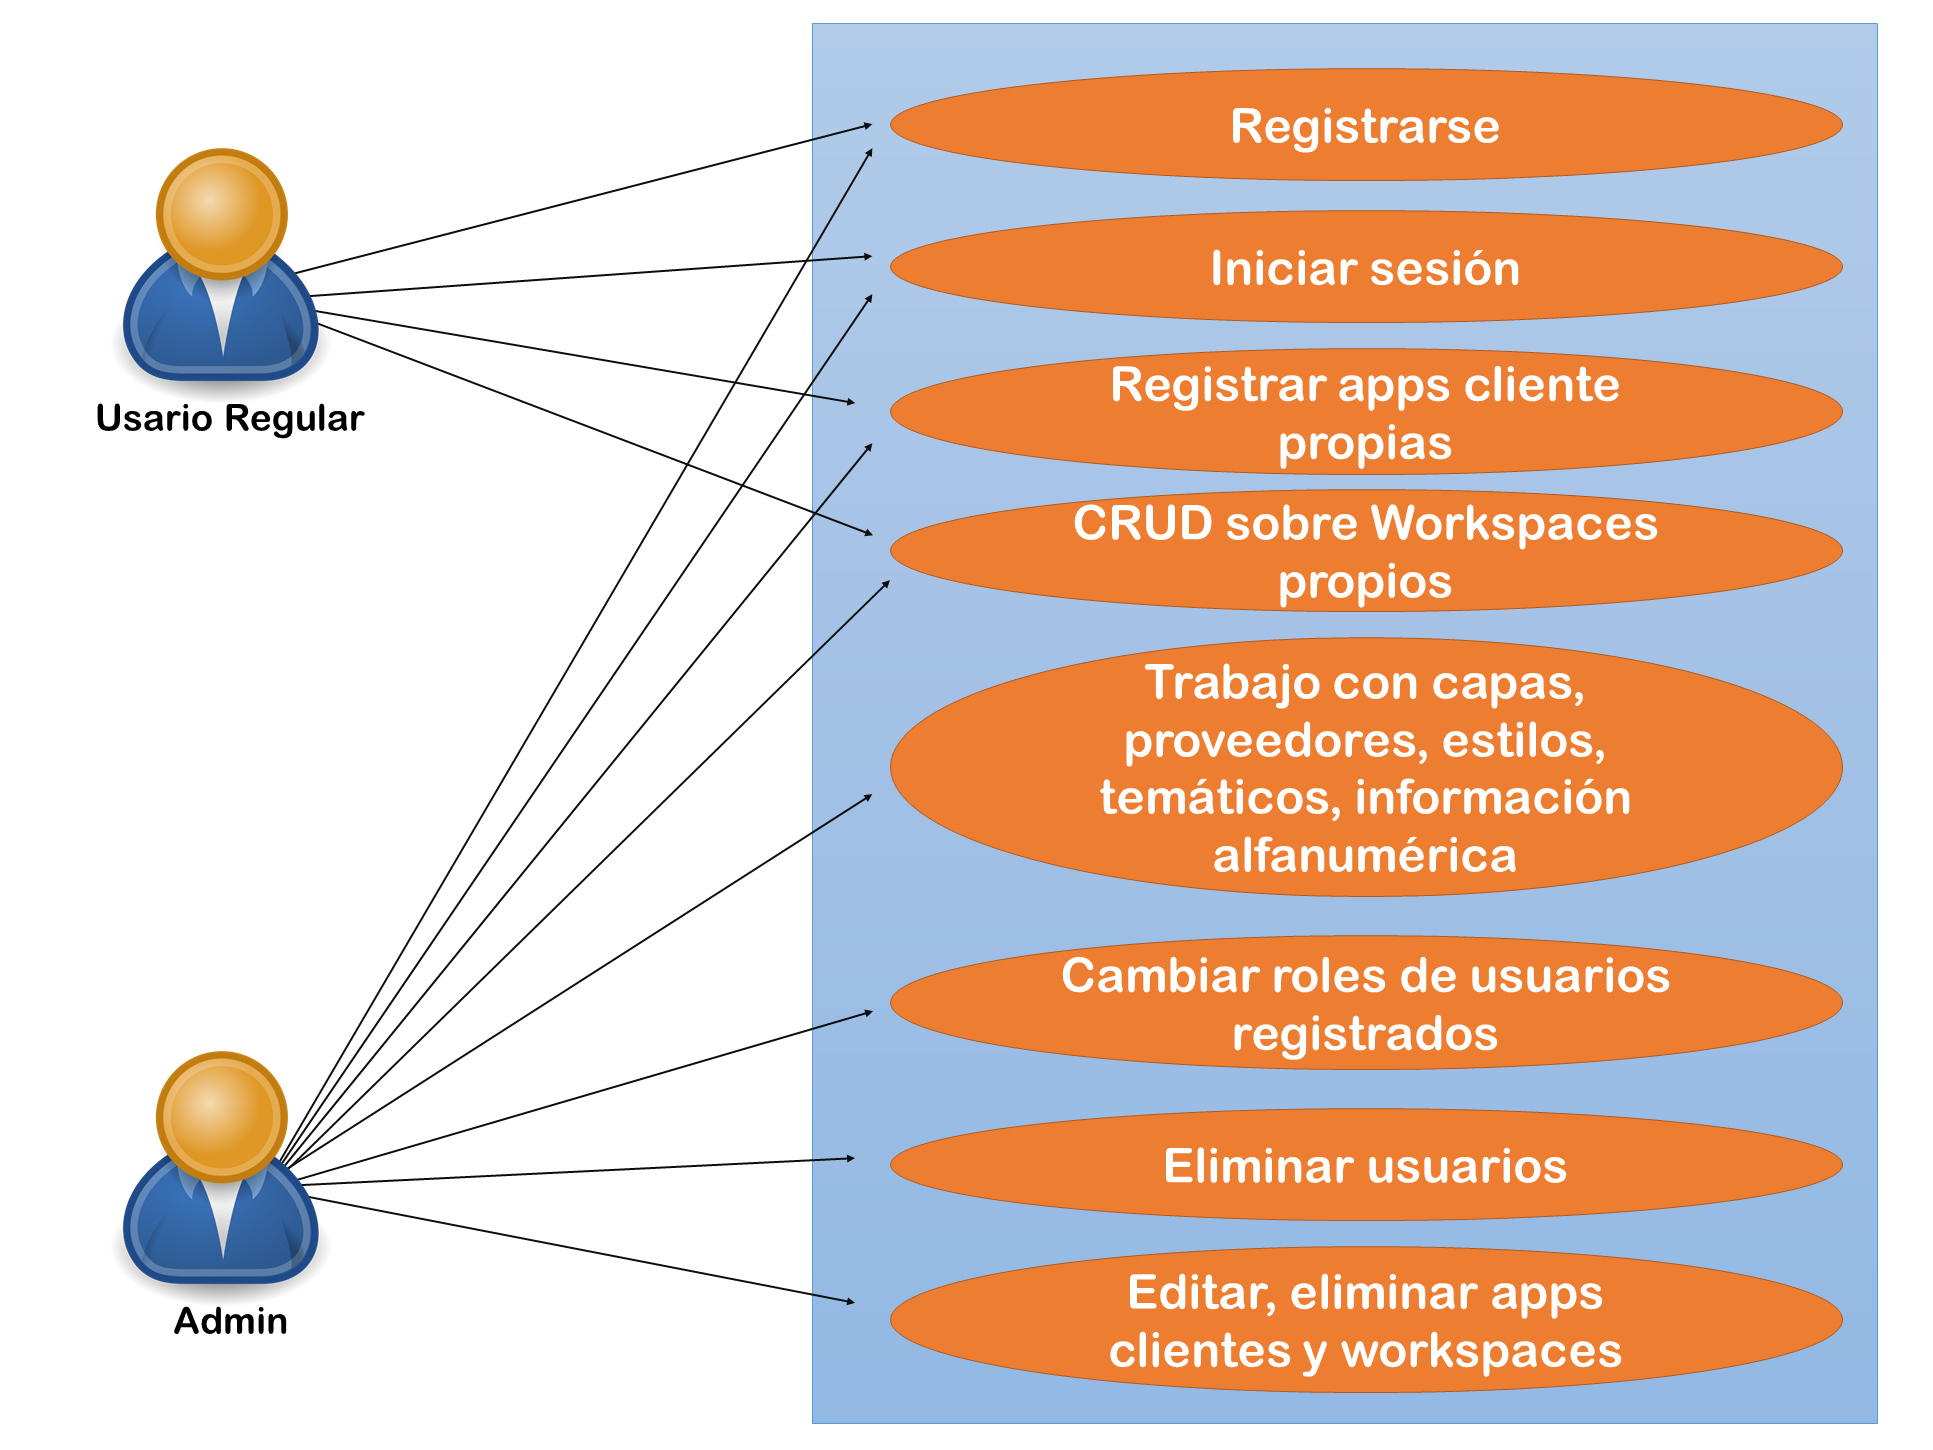 Registrarse
Iniciar sesión
Registrar apps cliente
propias
Usario Regular
CRUD sobre Workspaces
propios
Trabajo con capas,
proveedores, estilos,
temáticos, información
alfanumérica
Cambiar roles de usuarios
registrados
Eliminar usuarios
Editar, eliminar apps
clientes y workspaces
Admin